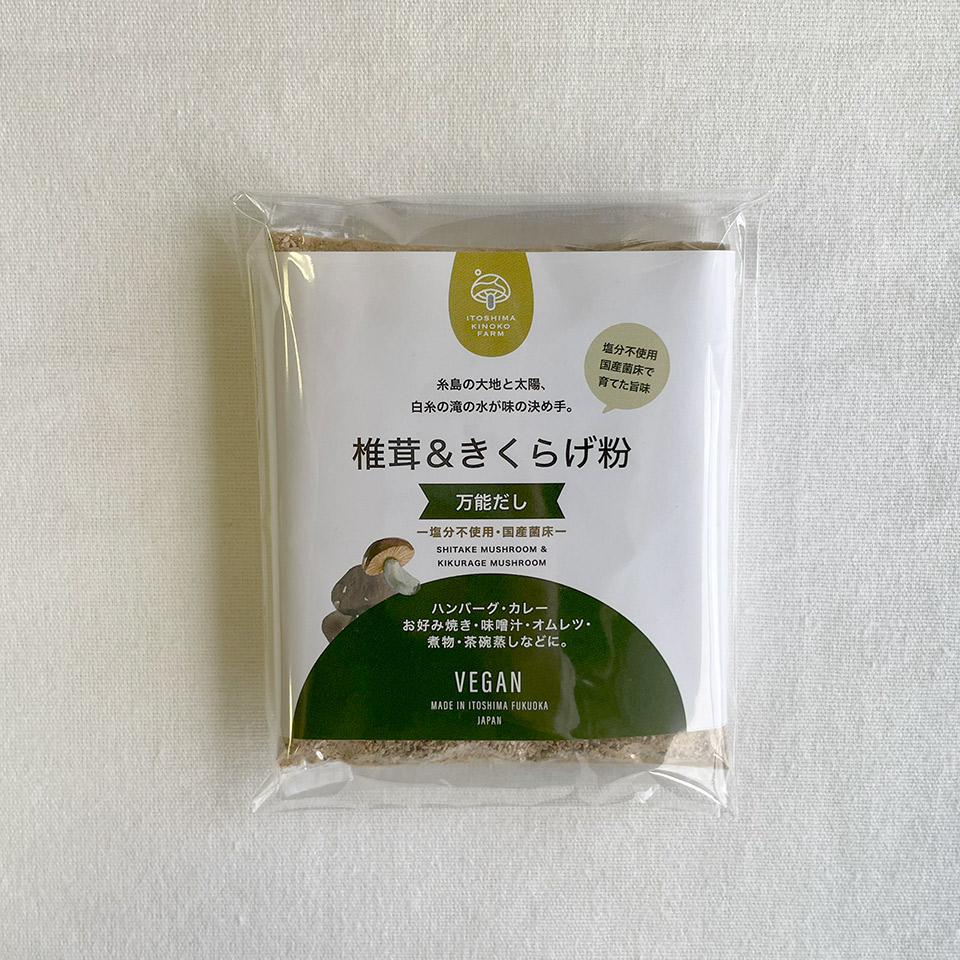 ITOSHIMA
KINOKO
FARM
塩分不使用
国産菌床で
育てた旨味
糸島の大地と太陽、
白糸の滝の水が味の決め手。
椎茸＆きくらげ粉
万能だし
ー塩分不使用・国産菌床ー
SHITAKE MUSHROOM &
KIKURAGE MUSHROOM
ハンバーグ・カレー
お好み焼き・味噌汁・オムレツ・
煮物・茶碗蒸しなどに。
VEGAN
MADE IN ITOSHIMA FUKUOKA
JAPAN